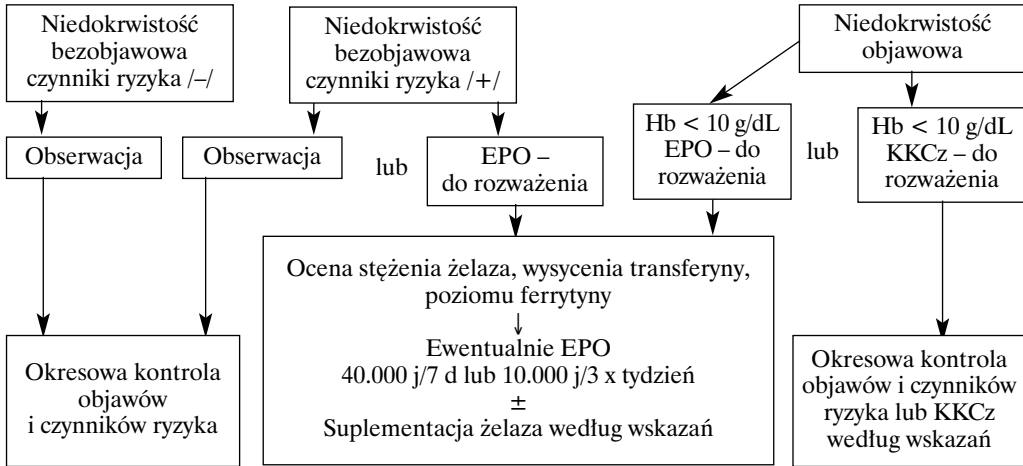 Niedokrwistość
bezobjawowa
czynniki ryzyka /–/
Niedokrwistość
bezobjawowa
czynniki ryzyka /+/
Niedokrwistość
objawowa
Obserwacja
Obserwacja
lub
EPO –
do rozważenia
Hb < 10 g/dL
EPO – do
rozważenia
lub
Hb < 10 g/dL
KKCz – do
rozważenia
Ocena stężenia żelaza, wysycenia transferyny,
poziomu ferrytyny
↓
Ewentualnie EPO
40.000 j/7 d lub 10.000 j/3 x tydzień
±
Suplementacja żelaza według wskazań
Okresowa kontrola
objawów
i czynników ryzyka
Okresowa kontrola
objawów i czynników
ryzyka lub KKCz
według wskazań